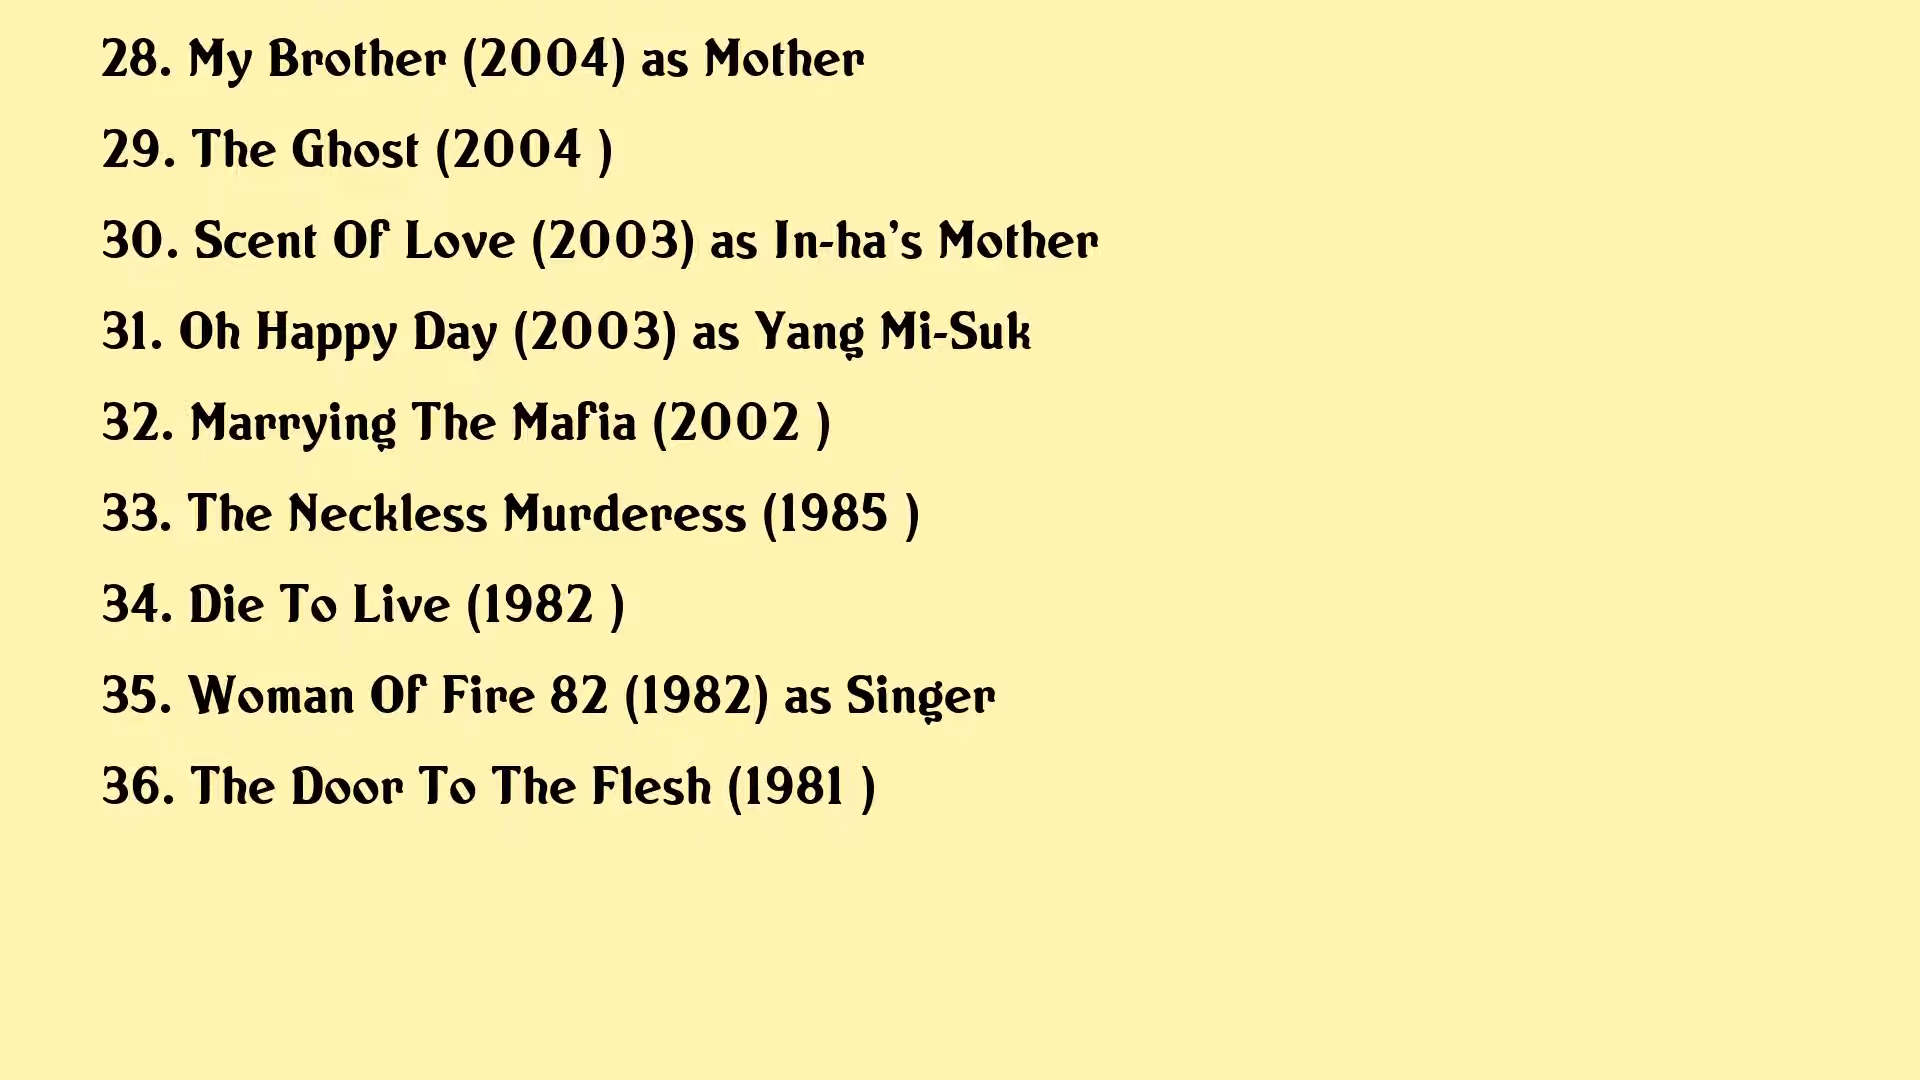 28. My Brother (2004) as Mother
29. The Ghost (2004 )
30. Scent Of Love (2003) as In-ha's Mother
31. Oh Happy Day (2003) as Yang Mi-Suk
32. Marrying The Mafia (2002 )
33. The Neckless Murderess (1985 )
34. Die To Live (1982 )
35. Woman Of Fire 82 (1982) as Singer
36. The Door To The Flesh (1981 )